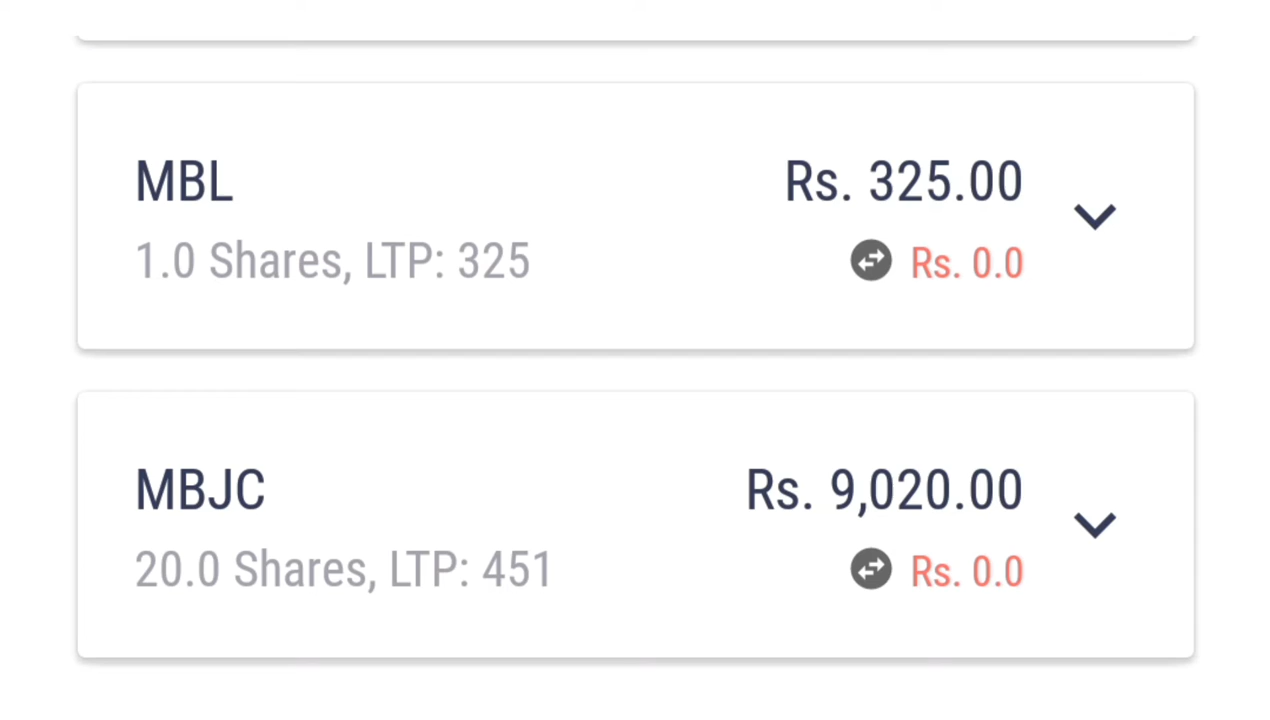 MBL
Rs. 325.00
1.0 Shares, LTP: 325
Rs. 0.0
MBJC
Rs. 9,020.00
20.0 Shares, LTP: 451
Rs. 0.0